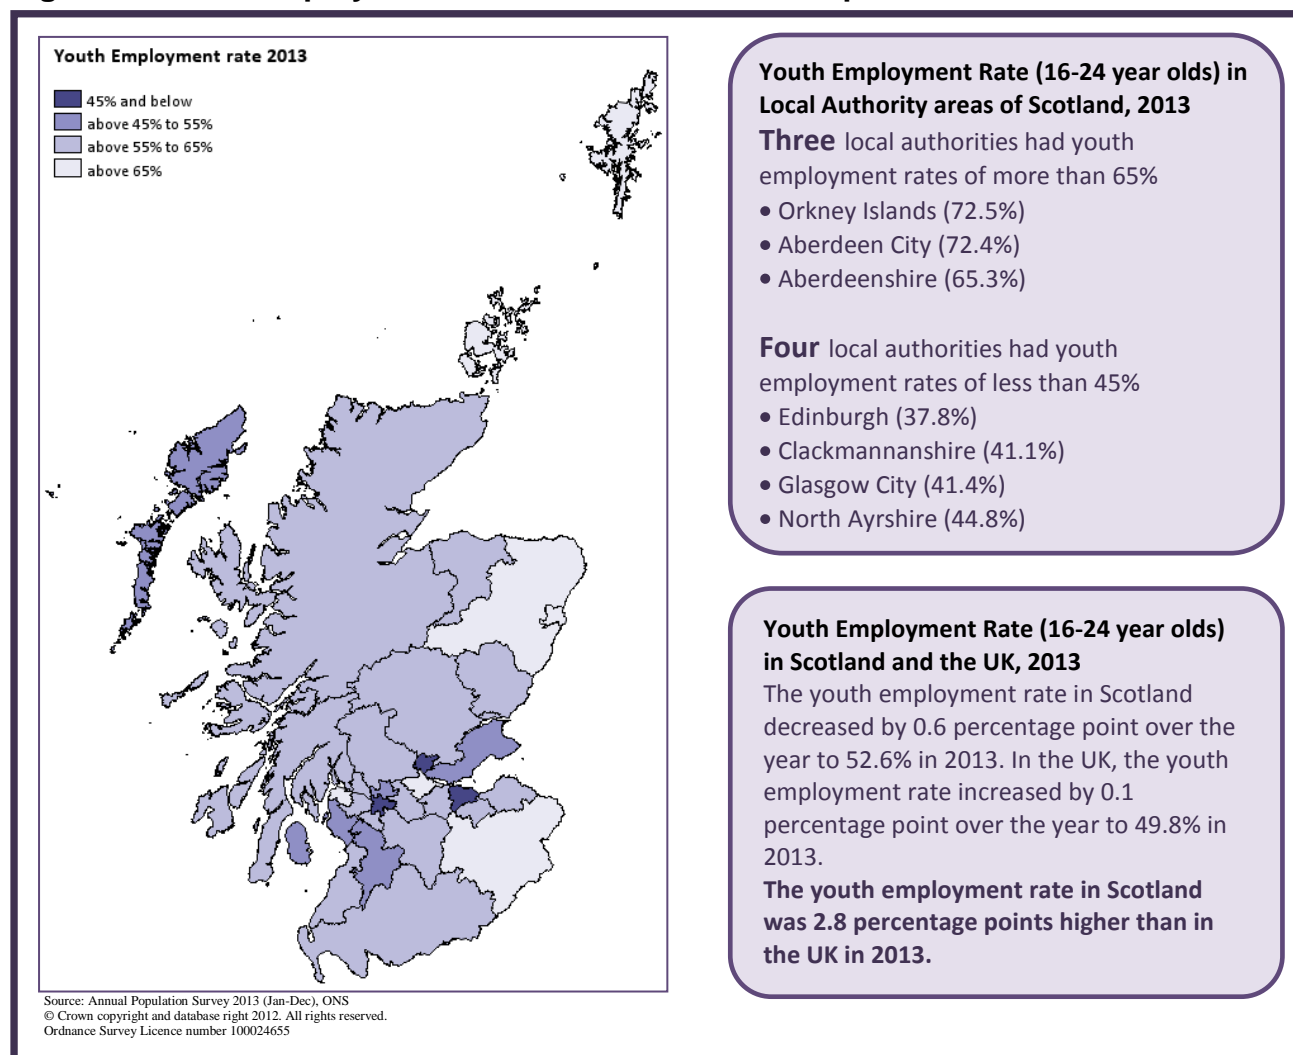 Youth Employment rate 2013
45% and below
above 45% to 55%
above 55% to 65%
above 65%
Source: Annual Population Survey 2013 (Jan-Dec), ONS
© Crown copyright and database right 2012. All rights reserved.
Ordnance Survey Licence number 100024655
Youth Employment Rate (16-24 year olds) in
Local Authority areas of Scotland, 2013
Three local authorities had youth
employment rates of more than 65%
• Orkney Islands (72.5%)
• Aberdeen City (72.4%)
• Aberdeenshire (65.3%)
Four local authorities had youth
employment rates of less than 45%
• Edinburgh (37.8%)
• Clackmannanshire (41.1%)
• Glasgow City (41.4%)
• North Ayrshire (44.8%)
Youth Employment Rate (16-24 year olds)
in Scotland and the UK, 2013
The youth employment rate in Scotland
decreased by 0.6 percentage point over the
year to 52.6% in 2013. In the UK, the youth
employment rate increased by 0.1
percentage point over the year to 49.8% in
2013.
The youth employment rate in Scotland
was 2.8 percentage points higher than in
the UK in 2013.